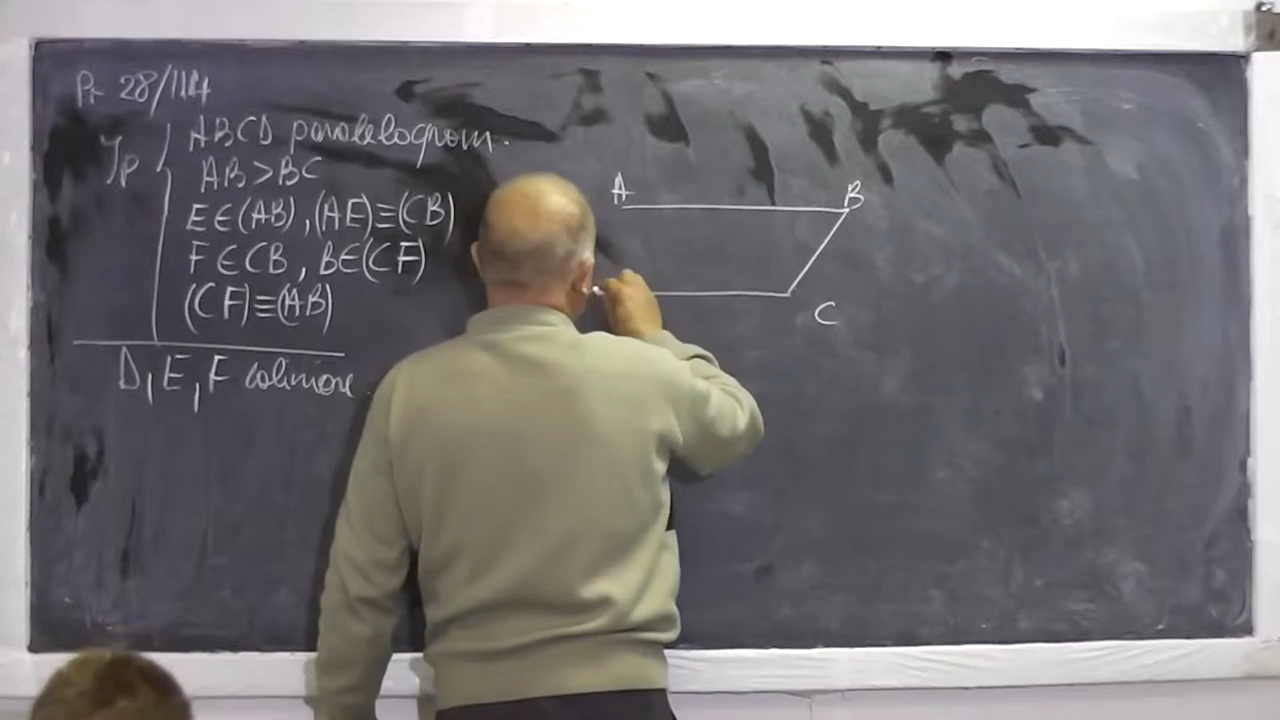 Pr 28/114
Ip
ABCD paralelogram.
AB>BC
E∈(AB), (AE)≡(CB)
F∈CB, B∈(CF)
(CF)≡(AB)
D, E, F coliniare
A B
C